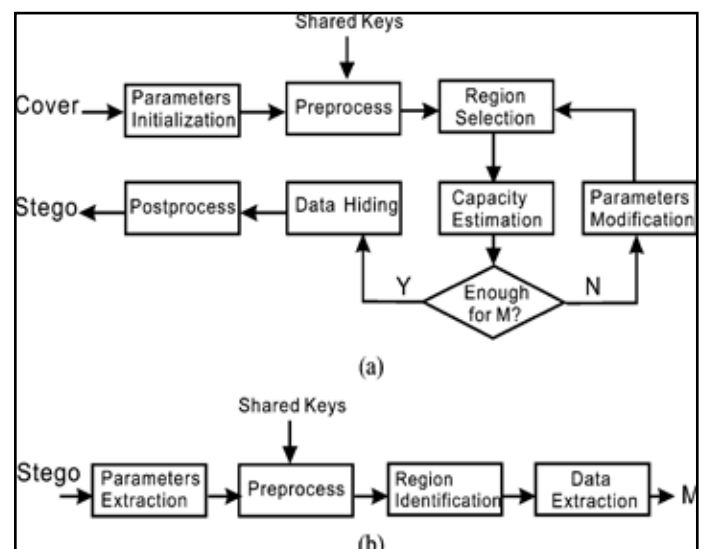 Shared Keys
Cover
Parameters
Initialization
Preprocess
Region
Selection
Stego
Postprocess
Data Hiding
Capacity
Estimation
Parameters
Modification
Y
Enough
for M?
N
(a)
Shared Keys
Stego
Parameters
Extraction
Preprocess
Region
Identification
Data
Extraction
M
(b)